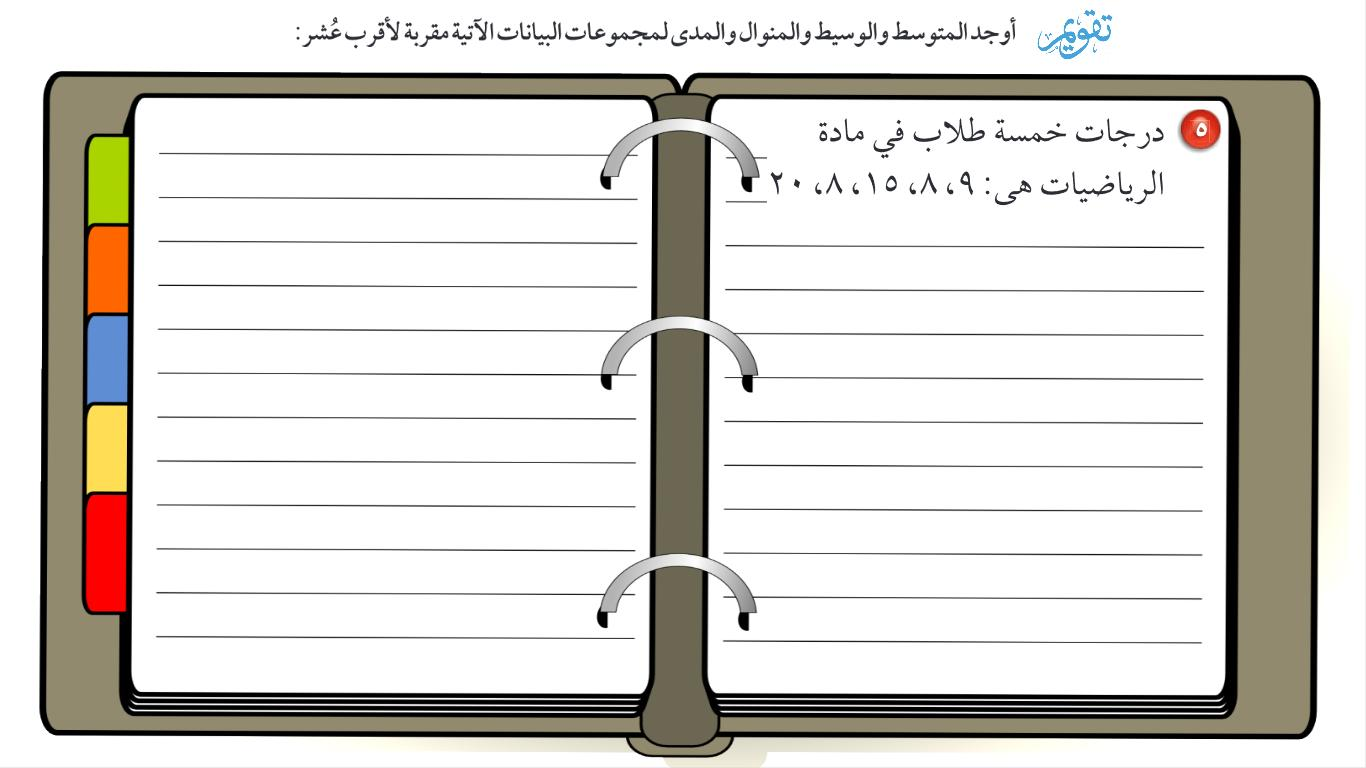 تقويم
أوجد المتوسط والوسيط والمنوال والمدى لمجموعات البيانات الآتية مقربة لأقرب عُشر:
٥ درجات خمسة طلاب في مادة
الرياضيات هى: ٩، ٨، ١٥، ٨، ٢٠